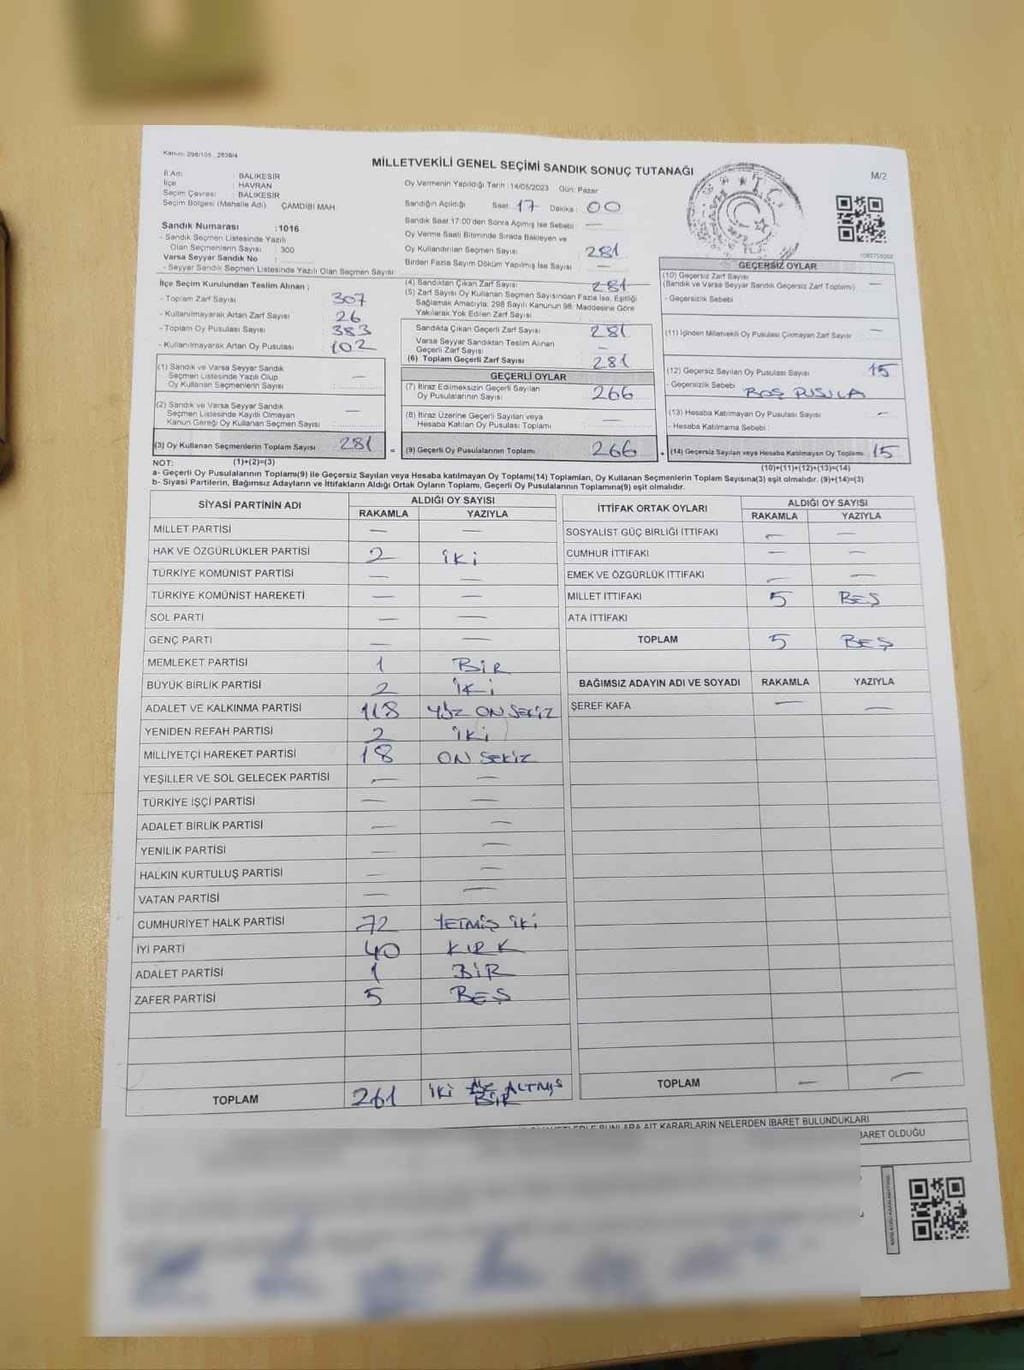 Kanun: 298/105 2839/4
MİLLETVEKİLİ GENEL SEÇİMİ SANDIK SONUÇ TUTANAĞI
M/2
İl Adı : BALIKESİR
İlçe : HAVRAN
Seçim Çevresi : BALIKESİR
Seçim Bölgesi (Mahalle Adı) ÇAMDİBİ MAH
Sandık Numarası :1016
- Sandık Seçmen Listesinde Yazılı
Olan Seçmenlerin Sayısı : 300
Varsa Seyyar Sandık No :
- Seyyar Sandık Seçmen Listesinde Yazılı Olan Seçmen Sayısı
Oy Vermenin Yapıldığı Tarih :14/05/2023 Gün: Pazar
Sandığın Açıldığı Saat 17 Dakika : 00
Sandık Saat 17:00'den Sonra Açılmış İse Sebebi : —
Oy Verme Saati Bitiminde Sırada Bekleyen ve
Oy Kullandırılan Seçmen Sayısı: 281
Birden Fazla Sayım Döküm Yapılmış İse Sayısı —
İlçe Seçim Kurulundan Teslim Alınan ;
- Toplam Zarf Sayısı 307
- Kullanılmayarak Artan Zarf Sayısı 26
- Toplam Oy Pusulası Sayısı 383
- Kullanılmayarak Artan Oy Pusulası 102
(1) Sandık ve Varsa Seyyar Sandık
Seçmen Listesinde Yazılı Olup
Oy Kullanan Seçmenlerin Sayısı —
(2) Sandık ve Varsa Seyyar Sandık
Seçmen Listesinde Kayıtlı Olmayan
Kanun Gereği Oy Kullanan Seçmen Sayısı —
(3) Oy Kullanan Seçmenlerin Toplam Sayısı 281 =
(4) Sandıktan Çıkan Zarf Sayısı 281
(5) Zarf Sayısı Oy Kullanan Seçmen Sayısından Fazla İse, Eşitliği
Sağlamak Amacıyla, 298 Sayılı Kanunun 98. Maddesine Göre
Yakılarak Yok Edilen Zarf Sayısı
Sandıkta Çıkan Geçerli Zarf Sayısı 281
Varsa Seyyar Sandıktan Teslim Alınan
Geçerli Zarf Sayısı —
(6) Toplam Geçerli Zarf Sayısı 281
GEÇERLİ OYLAR
(7) İtiraz Edilmeksizin Geçerli Sayılan
Oy Pusulalarının Sayısı: 266
(8) İtiraz Üzerine Geçerli Sayılan veya
Hesaba Katılan Oy Pusulası Toplamı —
(9) Geçerli Oy Pusulalarının Toplamı 266 +
GEÇERSİZ OYLAR
(10) Geçersiz Zarf Sayısı
(Sandık ve Varsa Seyyar Sandık Zarf Toplamı) —
- Geçersizlik Sebebi
(11) İçinden Milletvekili Oy Pusulası Çıkmayan Zarf Sayısı —
(12) Geçersiz Sayılan Oy Pusulası Sayısı 15
- Geçersizlik Sebebi BOŞ PUSULA
(13) Hesaba Katılmayan Oy Pusulası Sayısı —
- Hesaba Katılmama Sebebi :
(14) Geçersiz Sayılan veya Hesaba Katılmayan Oy Toplamı 15
NOT: (1)+(2)=(3) (10)+(11)+(12)+(13)=(14)
a- Geçerli Oy Pusulalarının Toplamı(9) ile Geçersiz Sayılan veya Hesaba katılmayan Oy Toplamı(14) Toplamları, Oy Kullanan Seçmenlerin Toplam Sayısına(3) eşit olmalıdır. (9)+(14)=(3)
b- Siyasi Partilerin, Bağımsız Adayların ve İttifakların Aldığı Ortak Oyların Toplamı, Geçerli Oy Pusulalarının Toplamına(9) eşit olmalıdır.
SİYASİ PARTİNİN ADI ALDIĞI OY SAYISI
RAKAMLA YAZIYLA
MİLLET PARTİSİ — —
HAK VE ÖZGÜRLÜKLER PARTİSİ 2 iki
TÜRKİYE KOMÜNİST PARTİSİ — —
TÜRKİYE KOMÜNİST HAREKETİ — —
SOL PARTİ — —
GENÇ PARTİ — —
MEMLEKET PARTİSİ 1 BİR
BÜYÜK BİRLİK PARTİSİ 2 İKİ
ADALET VE KALKINMA PARTİSİ 118 YÜZ ON SEKİZ
YENİDEN REFAH PARTİSİ 2 İKİ
MİLLİYETÇİ HAREKET PARTİSİ 18 ON SEKİZ
YEŞİLLER VE SOL GELECEK PARTİSİ — —
TÜRKİYE İŞÇİ PARTİSİ — —
ADALET BİRLİK PARTİSİ — —
YENİLİK PARTİSİ — —
HALKIN KURTULUŞ PARTİSİ — —
VATAN PARTİSİ — —
CUMHURİYET HALK PARTİSİ 72 YETMİŞ İKİ
İYİ PARTİ 40 KIRK
ADALET PARTİSİ 1 BİR
ZAFER PARTİSİ 5 BEŞ
TOPLAM 261 İKİ YÜZ ALTMIŞ
BİR
İTTİFAK ORTAK OYLARI ALDIĞI OY SAYISI
RAKAMLA YAZIYLA
SOSYALİST GÜÇ BİRLİĞİ İTTİFAKI — —
CUMHUR İTTİFAKI — —
EMEK VE ÖZGÜRLÜK İTTİFAKI — —
MİLLET İTTİFAKI 5 BEŞ
ATA İTTİFAKI
TOPLAM 5 BEŞ
BAĞIMSIZ ADAYIN ADI VE SOYADI RAKAMLA YAZIYLA
ŞEREF KAFA — —
TOPLAM — —
BUNLARA AİT KARARLARIN NELERDEN İBARET BULUNDUKLARI
BARET OLDUĞU